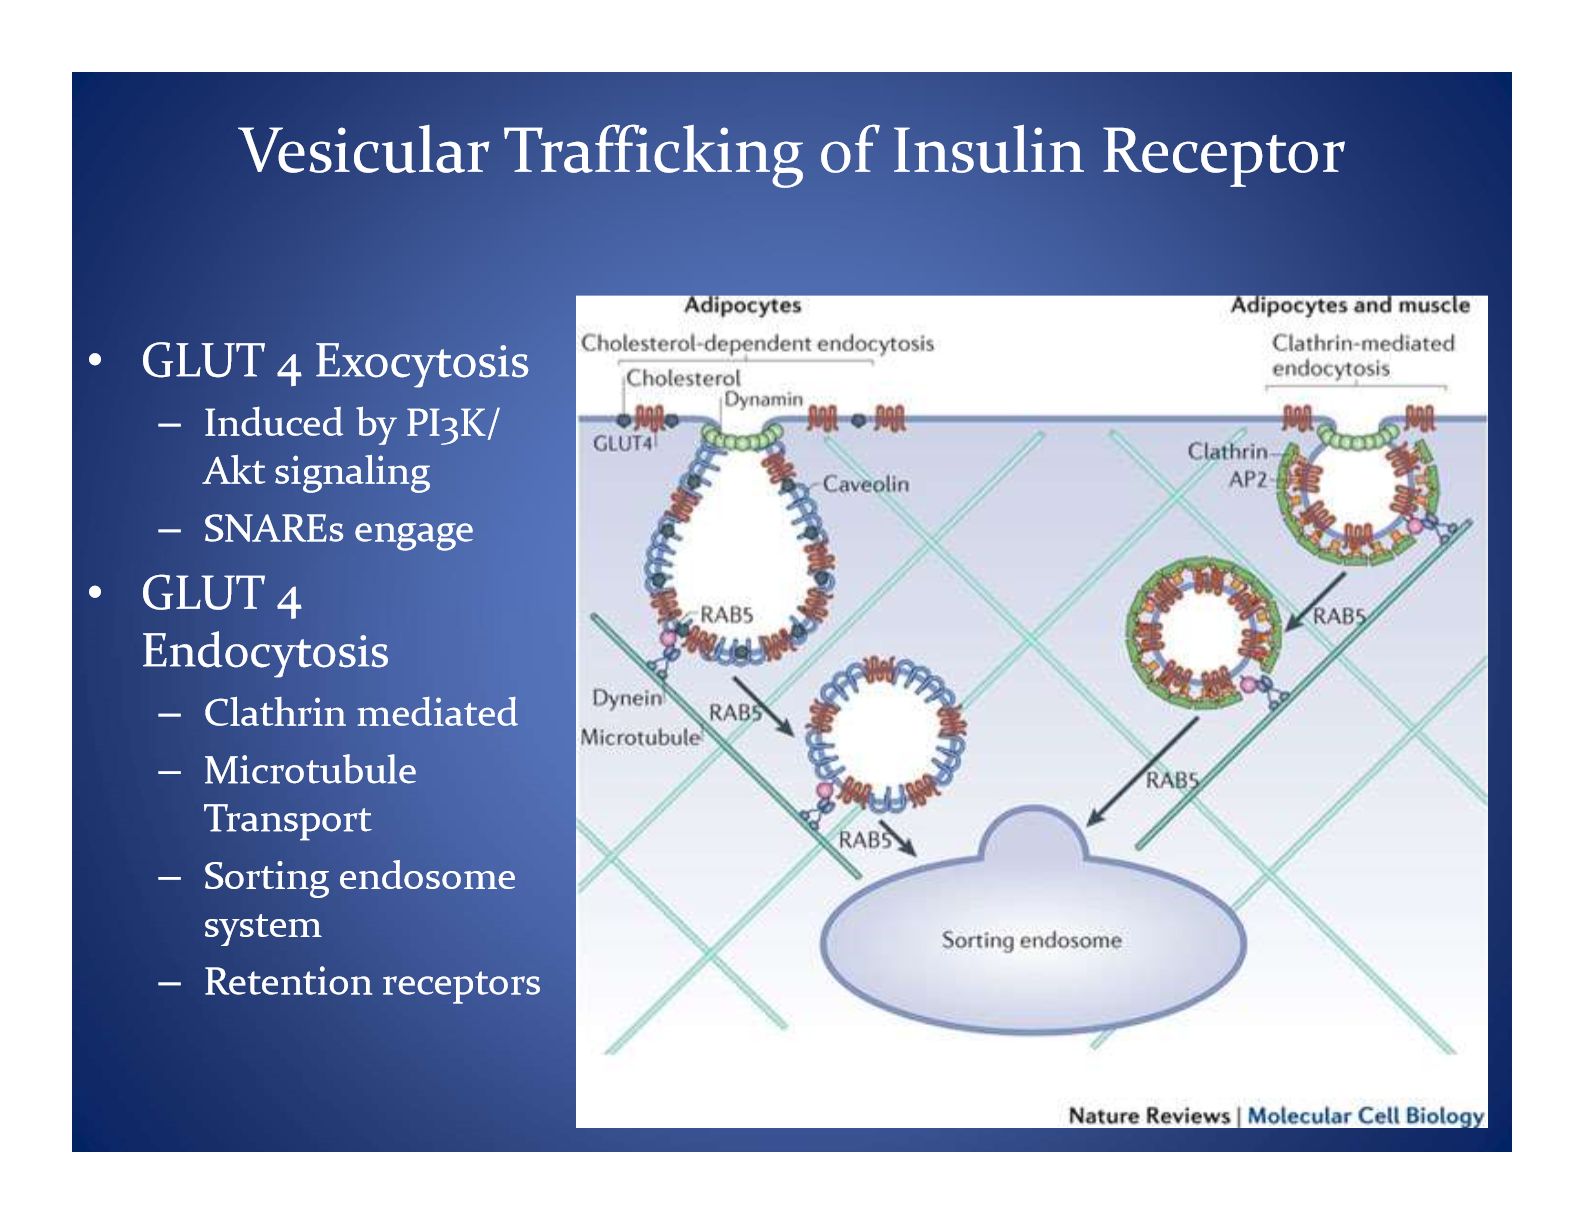 Vesicular Trafficking of Insulin Receptor
• GLUT 4 Exocytosis
– Induced by PI3K/
Akt signaling
– SNAREs engage
• GLUT 4
Endocytosis
– Clathrin mediated
– Microtubule
Transport
– Sorting endosome
system
– Retention receptors
Adipocytes
Cholesterol-dependent endocytosis
Cholesterol
Dynamin
GLUT4
Caveolin
RAB5
Dynein
RAB5
Microtubule
RAB5
Adipocytes and muscle
Clathrin-mediated
endocytosis
Clathrin
AP2
RAB5
RAB5
Sorting endosome
Nature Reviews | Molecular Cell Biology